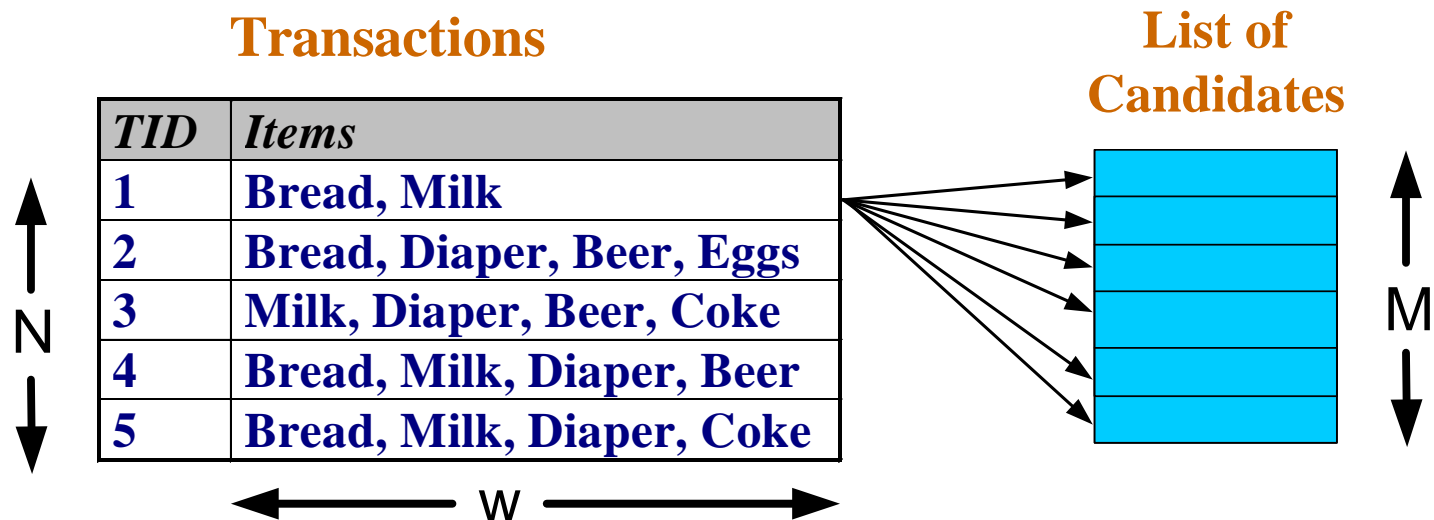 Transactions
List of
Candidates
TID Items
1 Bread, Milk
2 Bread, Diaper, Beer, Eggs
3 Milk, Diaper, Beer, Coke
4 Bread, Milk, Diaper, Beer
5 Bread, Milk, Diaper, Coke
N
M
w